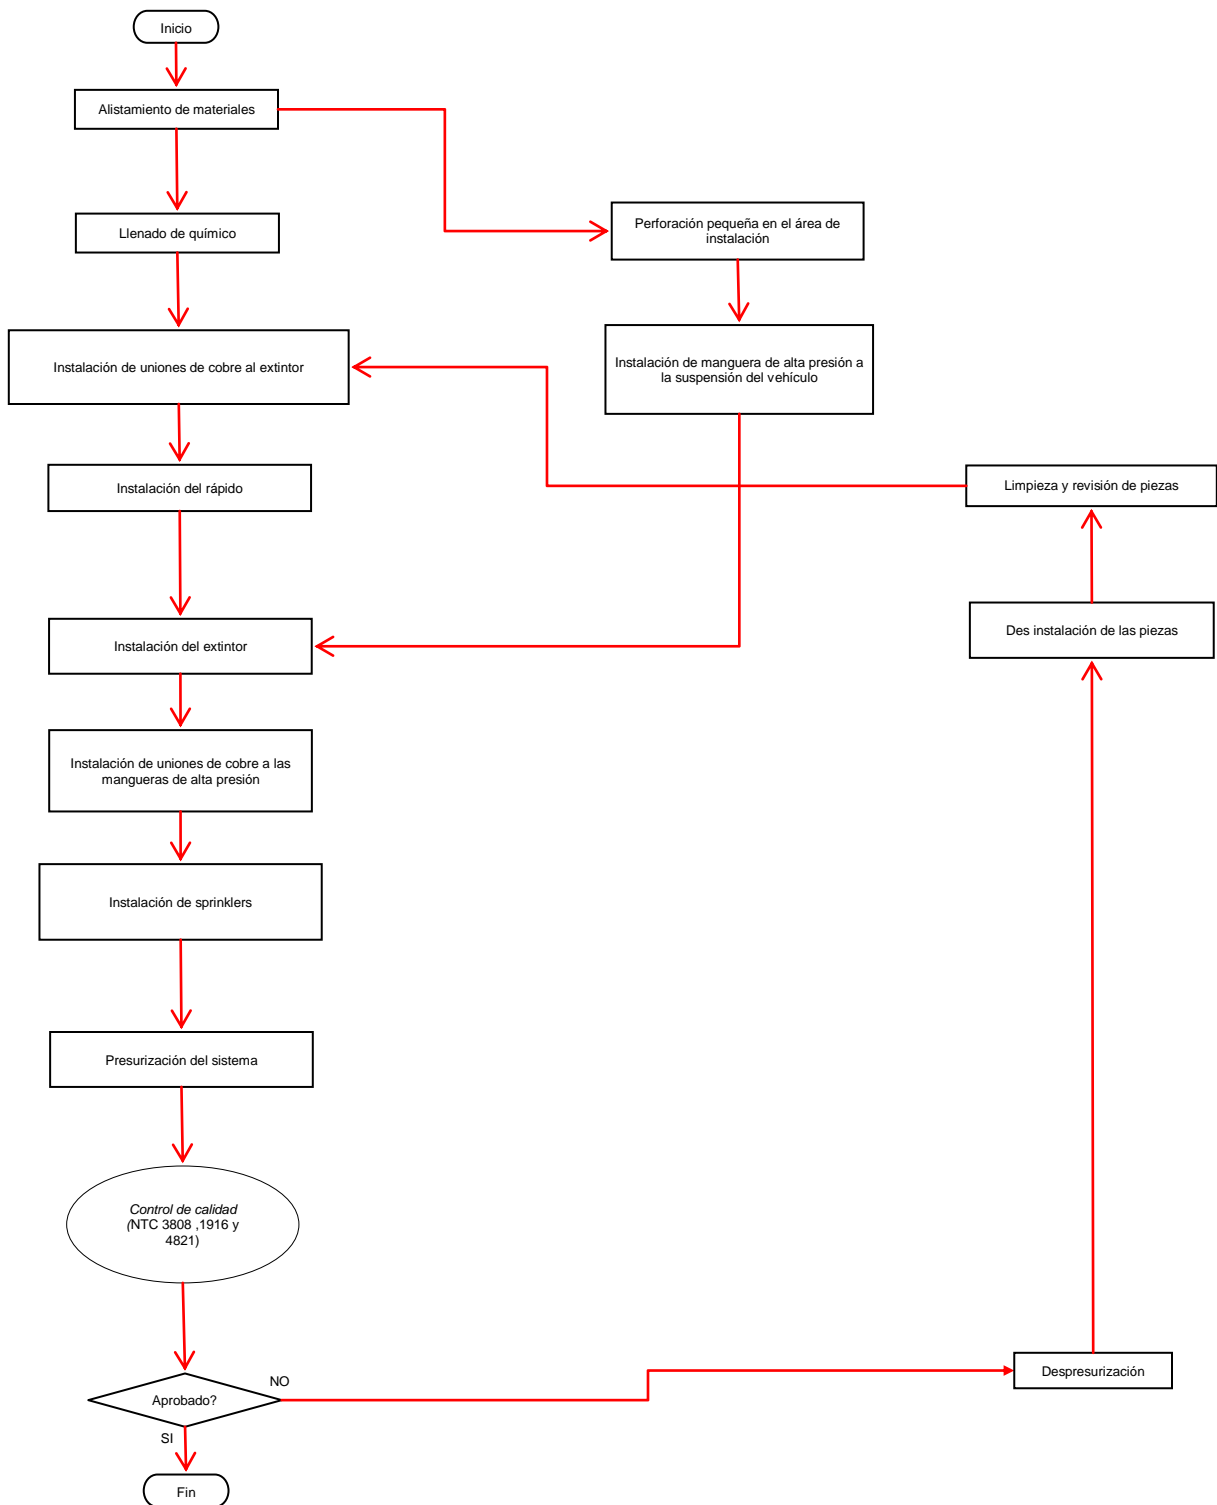 Inicio
Alistamiento de materiales
Llenado de químico
Perforación pequeña en el área de
instalación
Instalación de uniones de cobre al extintor
Instalación de manguera de alta presión a
la suspensión del vehículo
Instalación del rápido
Limpieza y revisión de piezas
Instalación del extintor
Des instalación de las piezas
Instalación de uniones de cobre a las
mangueras de alta presión
Instalación de sprinklers
Presurización del sistema
Control de calidad
(NTC 3808 ,1916 y
4821)
Aprobado?
NO
Despresurización
SI
Fin